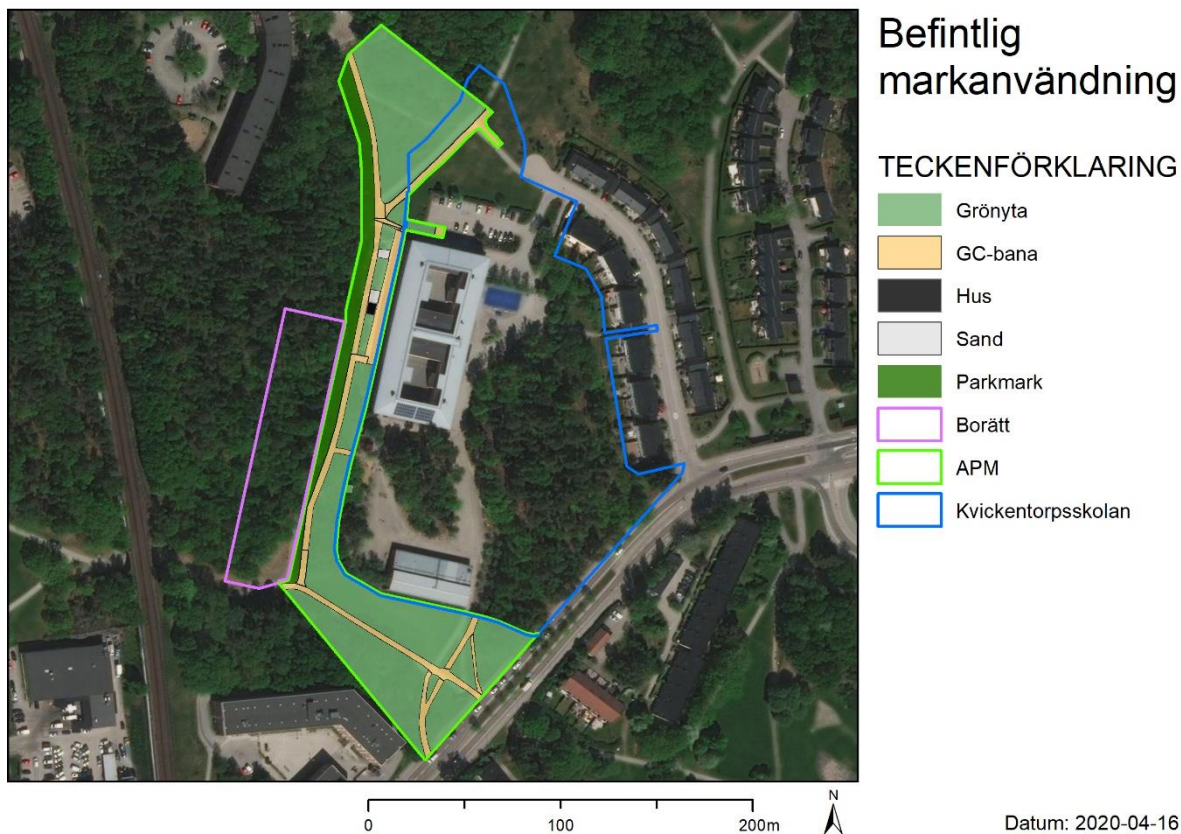 Befintlig
markanvändning
TECKENFÖRKLARING
Grönyta
GC-bana
Hus
Sand
Parkmark
Borätt
APM
Kvickentorpsskolan
0 100 200m
N
Datum: 2020-04-16